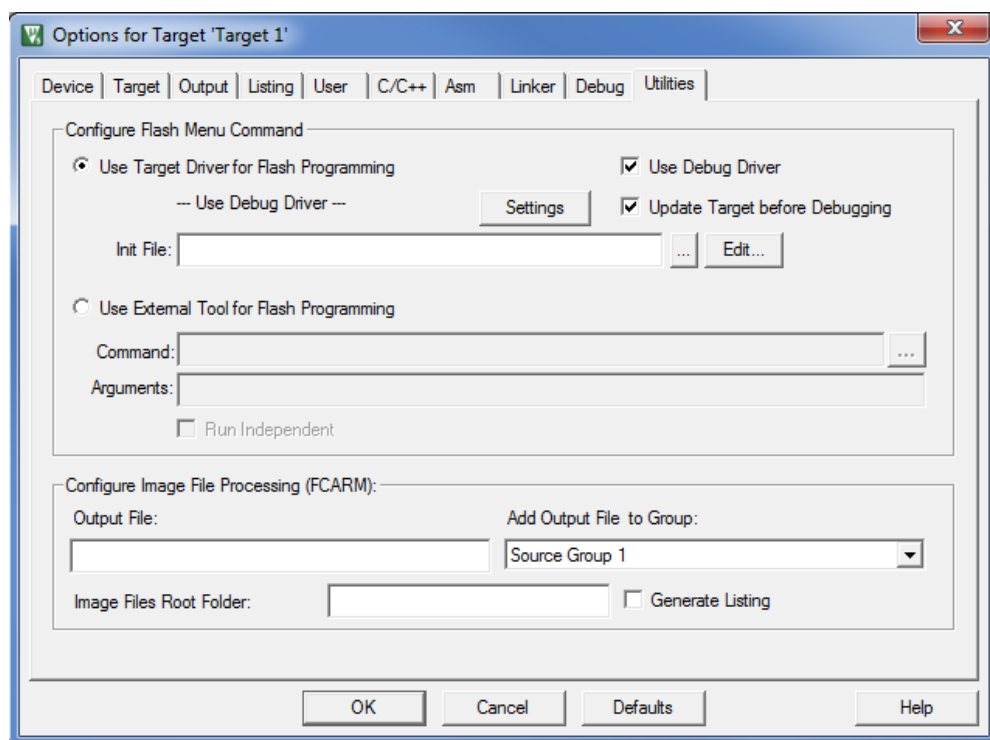 Options for Target 'Target 1'
Device Target Output Listing User C/C++ Asm Linker Debug Utilities
Configure Flash Menu Command
Use Target Driver for Flash Programming Use Debug Driver
--- Use Debug Driver --- Settings Update Target before Debugging
Init File: ... Edit...
Use External Tool for Flash Programming
Command: ...
Arguments:
Run Independent
Configure Image File Processing (FCARM):
Output File: Add Output File to Group:
Source Group 1
Image Files Root Folder: Generate Listing
OK Cancel Defaults Help